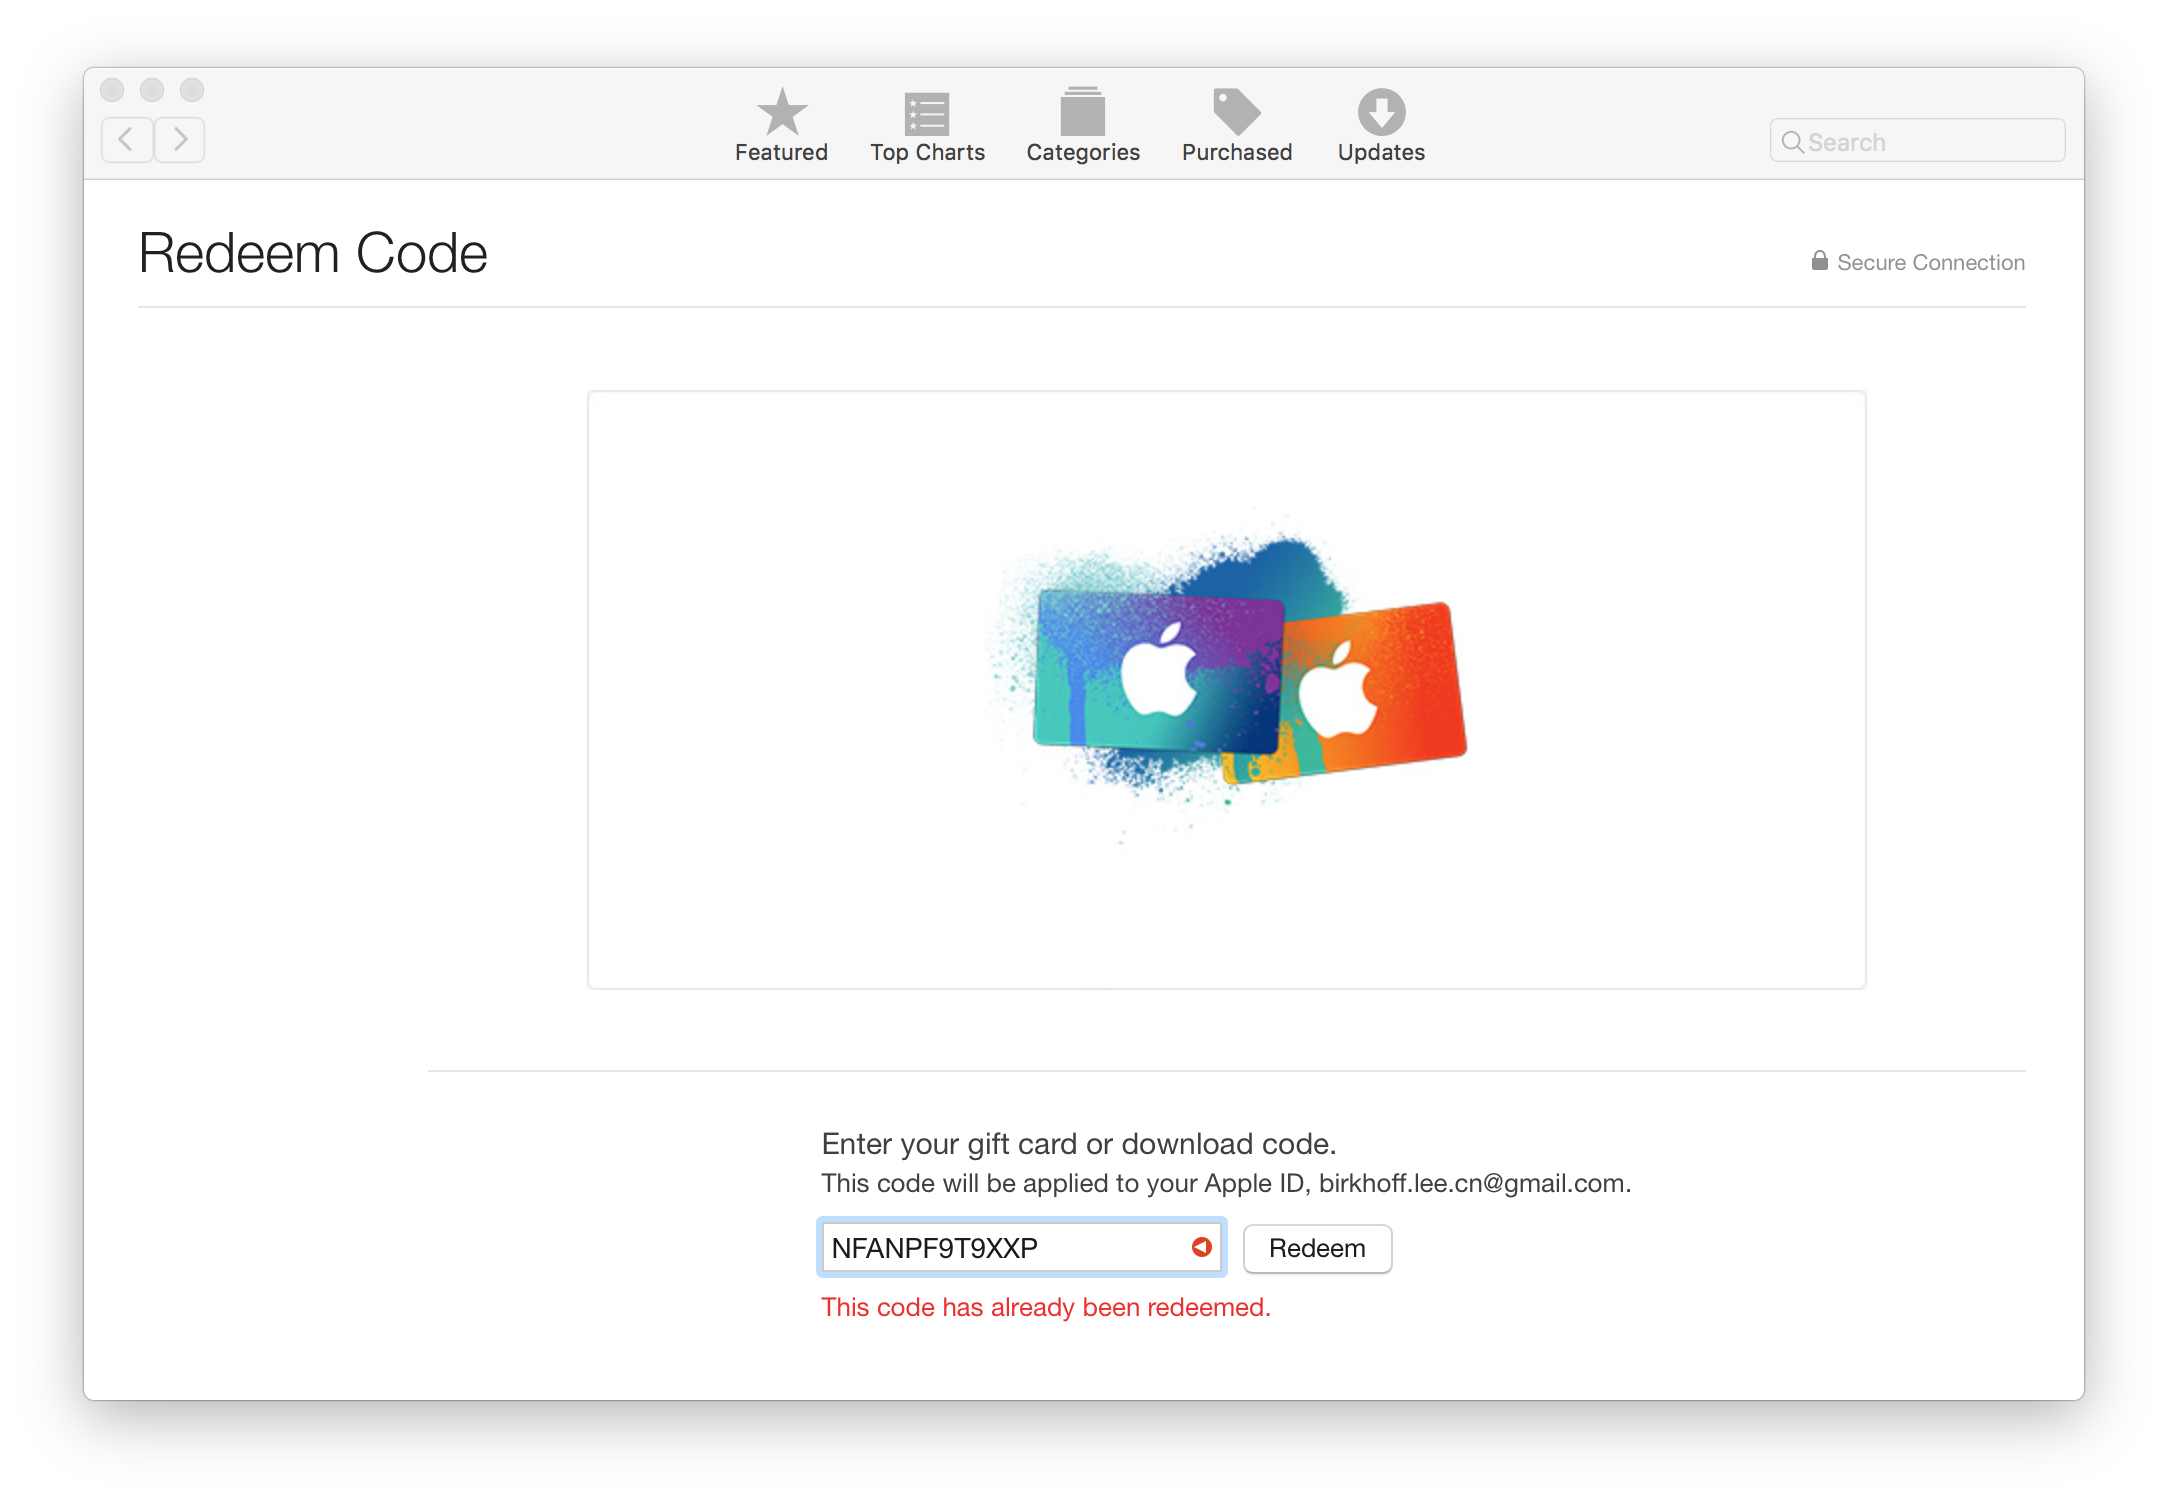 Featured
Top Charts
Categories
Purchased
Updates
Search
Redeem Code
Secure Connection
Enter your gift card or download code.
This code will be applied to your Apple ID, birkhoff.lee.cn@gmail.com.
NFANPF9T9XXP
Redeem
This code has already been redeemed.